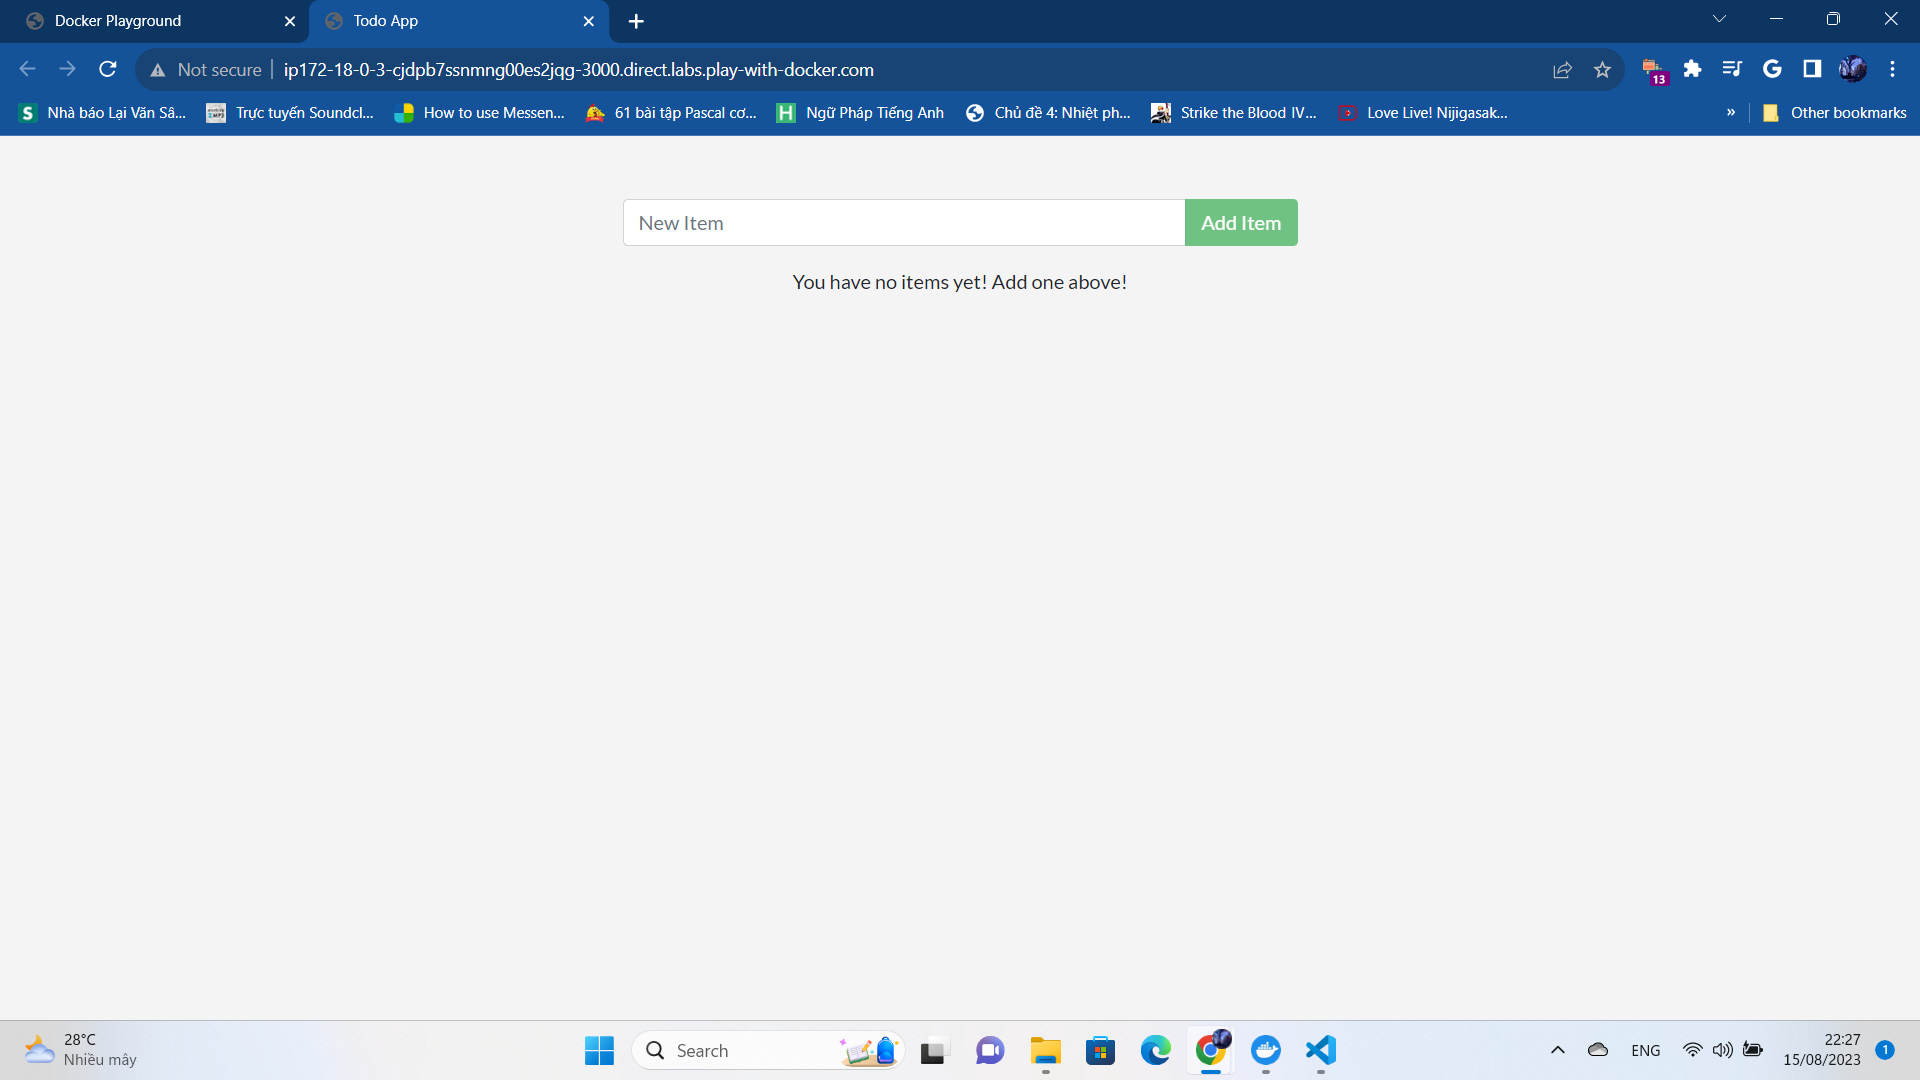 Docker Playground
Todo App
Not secure
ip172-18-0-3-cjdpb7ssnmng00es2jqg-3000.direct.labs.play-with-docker.com
13
Nhà báo Lại Văn Sâ...
Trực tuyến Soundcl...
How to use Messen...
61 bài tập Pascal cơ...
H
Ngữ Pháp Tiếng Anh
Chủ đề 4: Nhiệt ph...
Strike the Blood IV...
Love Live! Nijigasak...
»
Other bookmarks
New Item
Add Item
You have no items yet! Add one above!
28°C
Nhiều mây
Search
ENG
22:27
15/08/2023
1